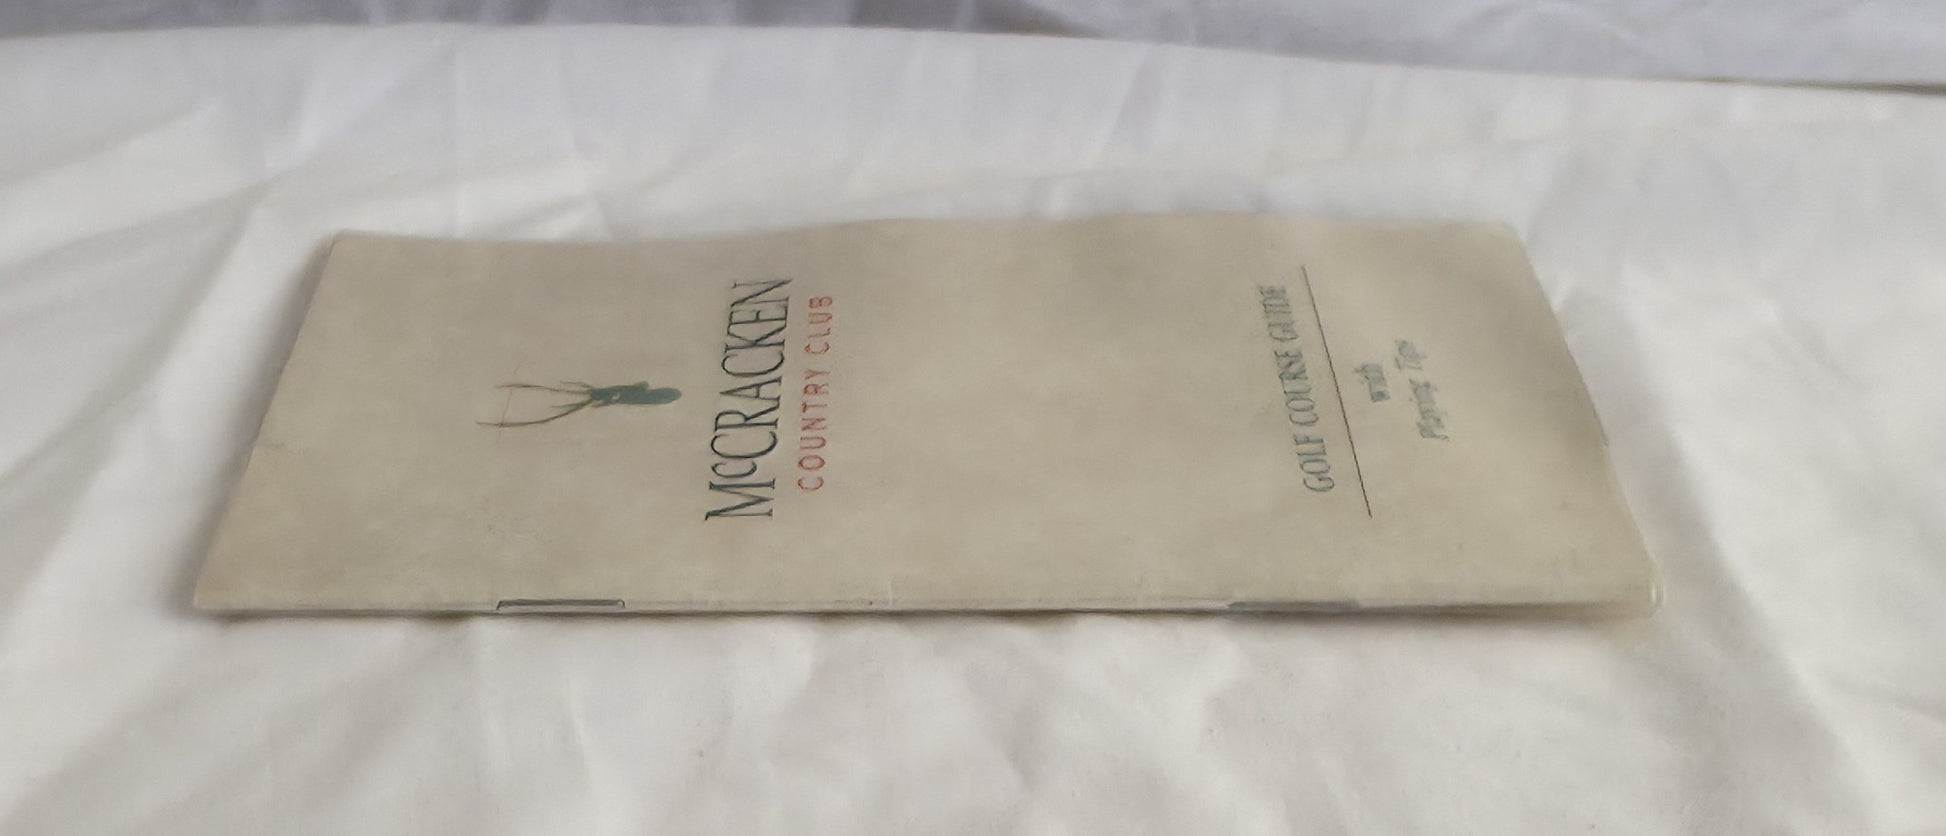 McCRACKEN
COUNTRY CLUB
GOLF COURSE GUIDE
with
Playing Tips